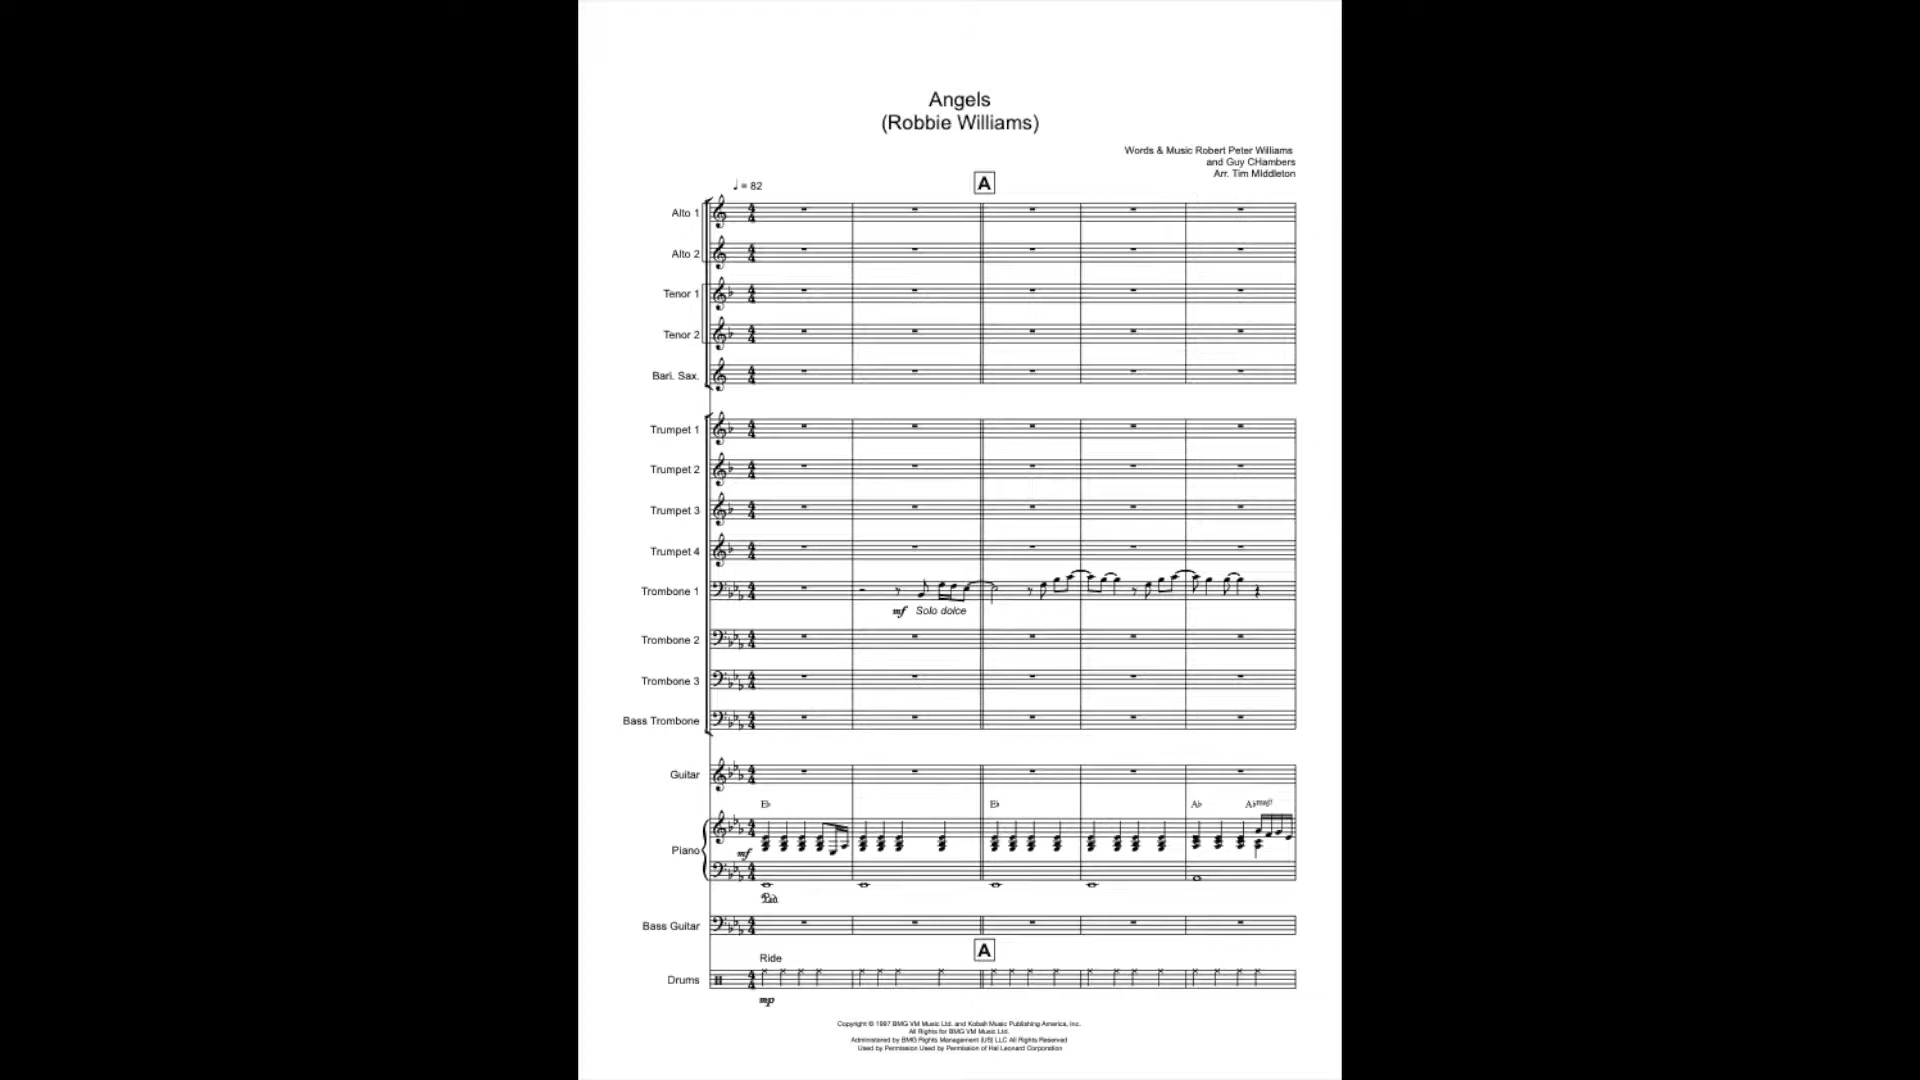 Angels
(Robbie Williams)
Words & Music Robert Peter Williams
and Guy CHambers
Arr. Tim MIddleton
♩ = 82
A
Alto 1
Alto 2
Tenor 1
Tenor 2
Bari. Sax.
Trumpet 1
Trumpet 2
Trumpet 3
Trumpet 4
Trombone 1
mf Solo dolce
Trombone 2
Trombone 3
Bass Trombone
Guitar
E♭ E♭ A♭ A♭maj7
Piano
mf
Ped.
Bass Guitar
A
Ride
Drums
mp
Copyright © 1997 BMG VM Music Ltd. and Kobalt Music Publishing America, Inc.
All Rights for BMG VM Music Ltd.
Administered by BMG Rights Management (US) LLC All Rights Reserved
Used by Permission Used by Permission of Hal Leonard Corporation